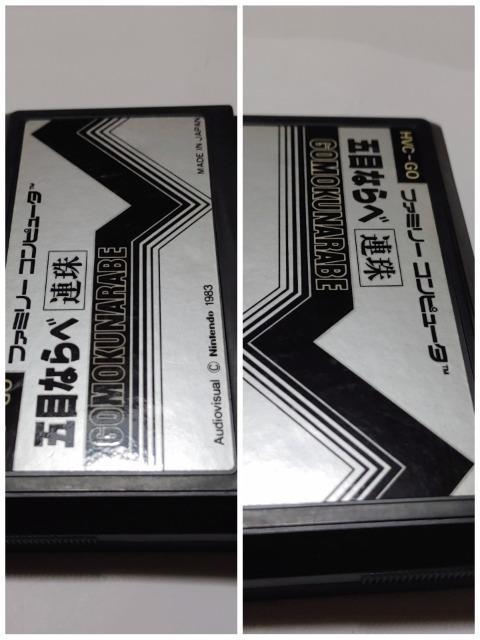 ファミリー コンピュータ™
五目ならべ 連珠
GOMOKUNARABE
Audiovisual © Nintendo 1983
MADE IN JAPAN
HVC-GO
ファミリー コンピュータ™
五目ならべ 連珠
GOMOKUNARABE